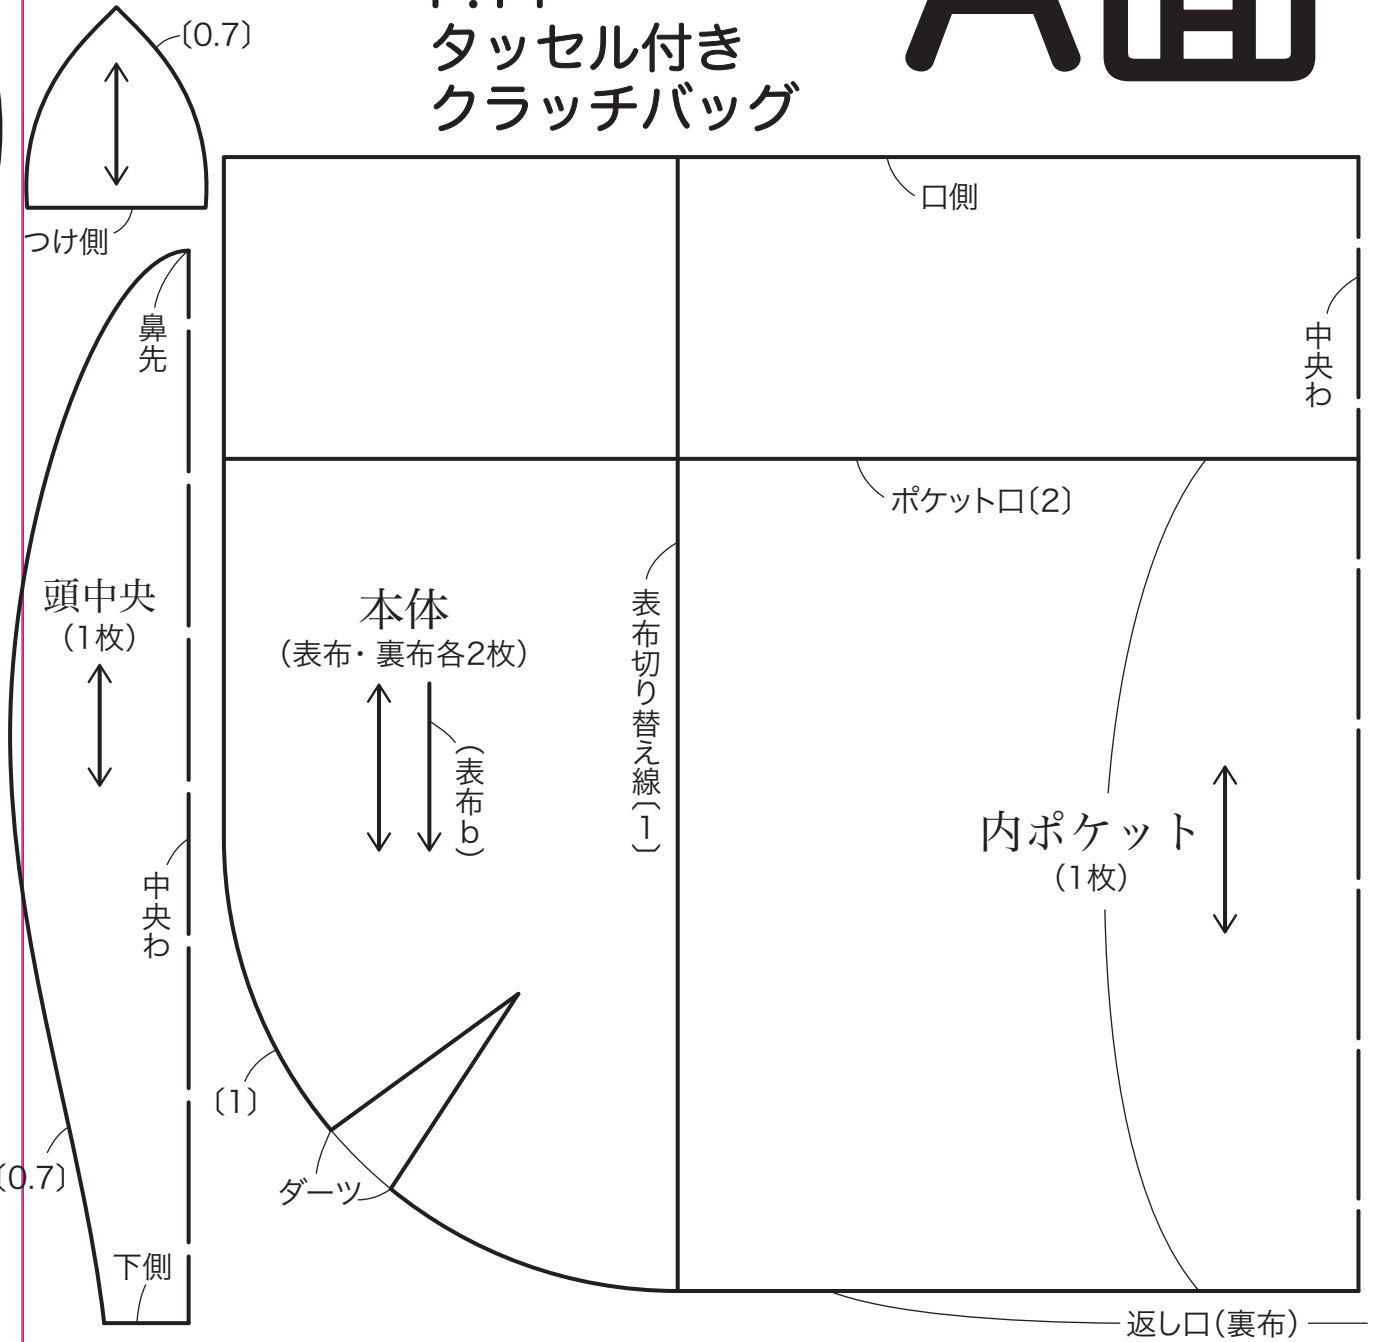 タッセル付き
クラッチバッグ
面
〔0.7〕
つけ側
鼻先
頭中央
（1枚）
中央わ
〔0.7〕
下側
口側
中央わ
ポケット口〔2〕
本体
（表布・裏布各2枚）
（表布b）
表布切り替え線〔1〕
内ポケット
（1枚）
〔1〕
ダーツ
返し口（裏布）